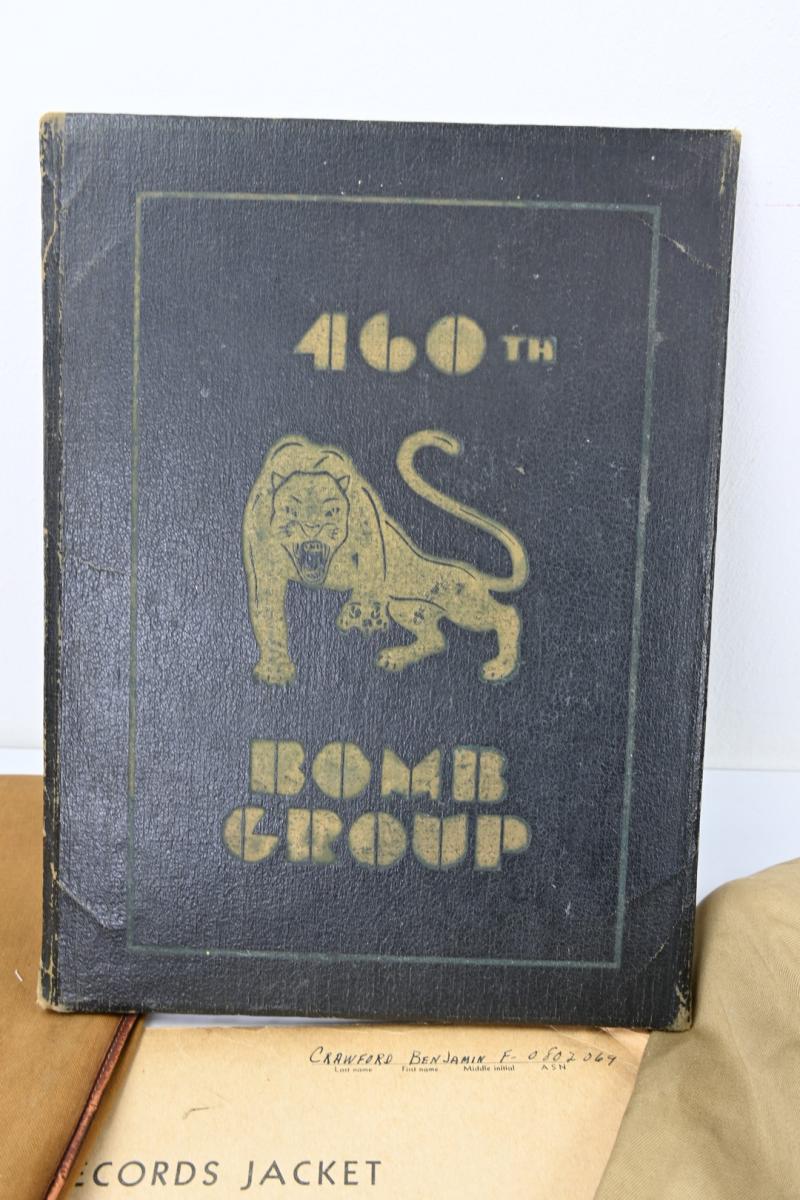 460TH
BOMB
GROUP
CRAWFORD BENJAMIN F- 0802069
Last name First name Middle initial ASN
ECORDS JACKET